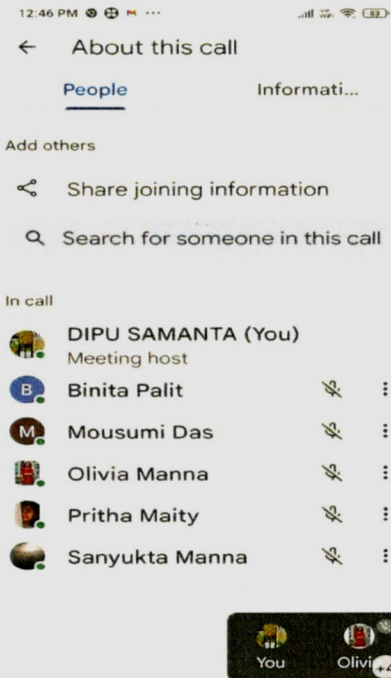 12:46 PM
About this call
People
Informati...
Add others
Share joining information
Search for someone in this call
In call
DIPU SAMANTA (You)
Meeting host
B Binita Palit
M Mousumi Das
Olivia Manna
Pritha Maity
Sanyukta Manna
You
Olivi